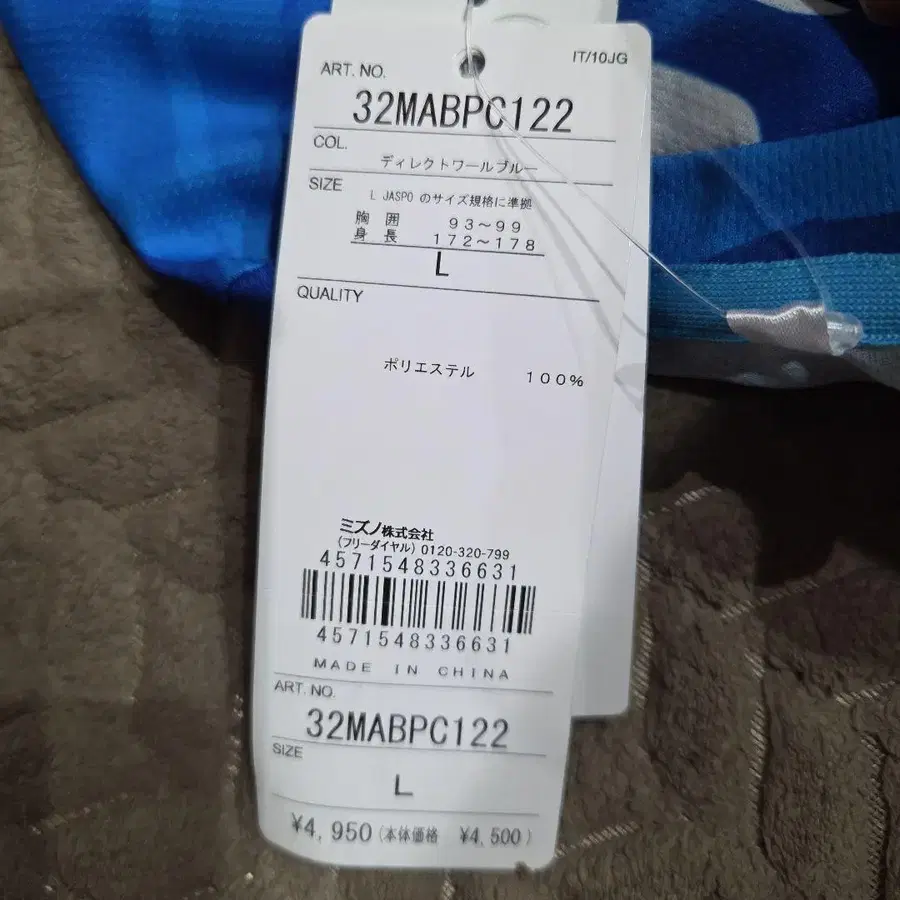 IT/10JG
ART. NO.
32MABPC122
COL.
ディレクトワールブルー
SIZE
L JASPO のサイズ規格に準拠
胸 囲 93~99
身 長 172~178
L
QUALITY
ポリエステル 100%
ミズノ株式会社
(フリーダイヤル) 0120-320-799
4571548336631
4571548336631
MADE IN CHINA
ART. NO.
32MABPC122
SIZE
L
¥4,950(本体価格 ¥4,500)